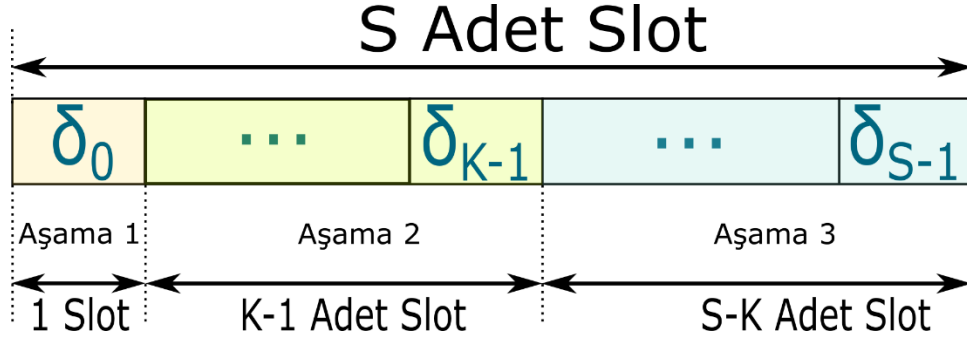 S Adet Slot
δ0 ... δK-1 ... δS-1
Aşama 1 Aşama 2 Aşama 3
1 Slot K-1 Adet Slot S-K Adet Slot